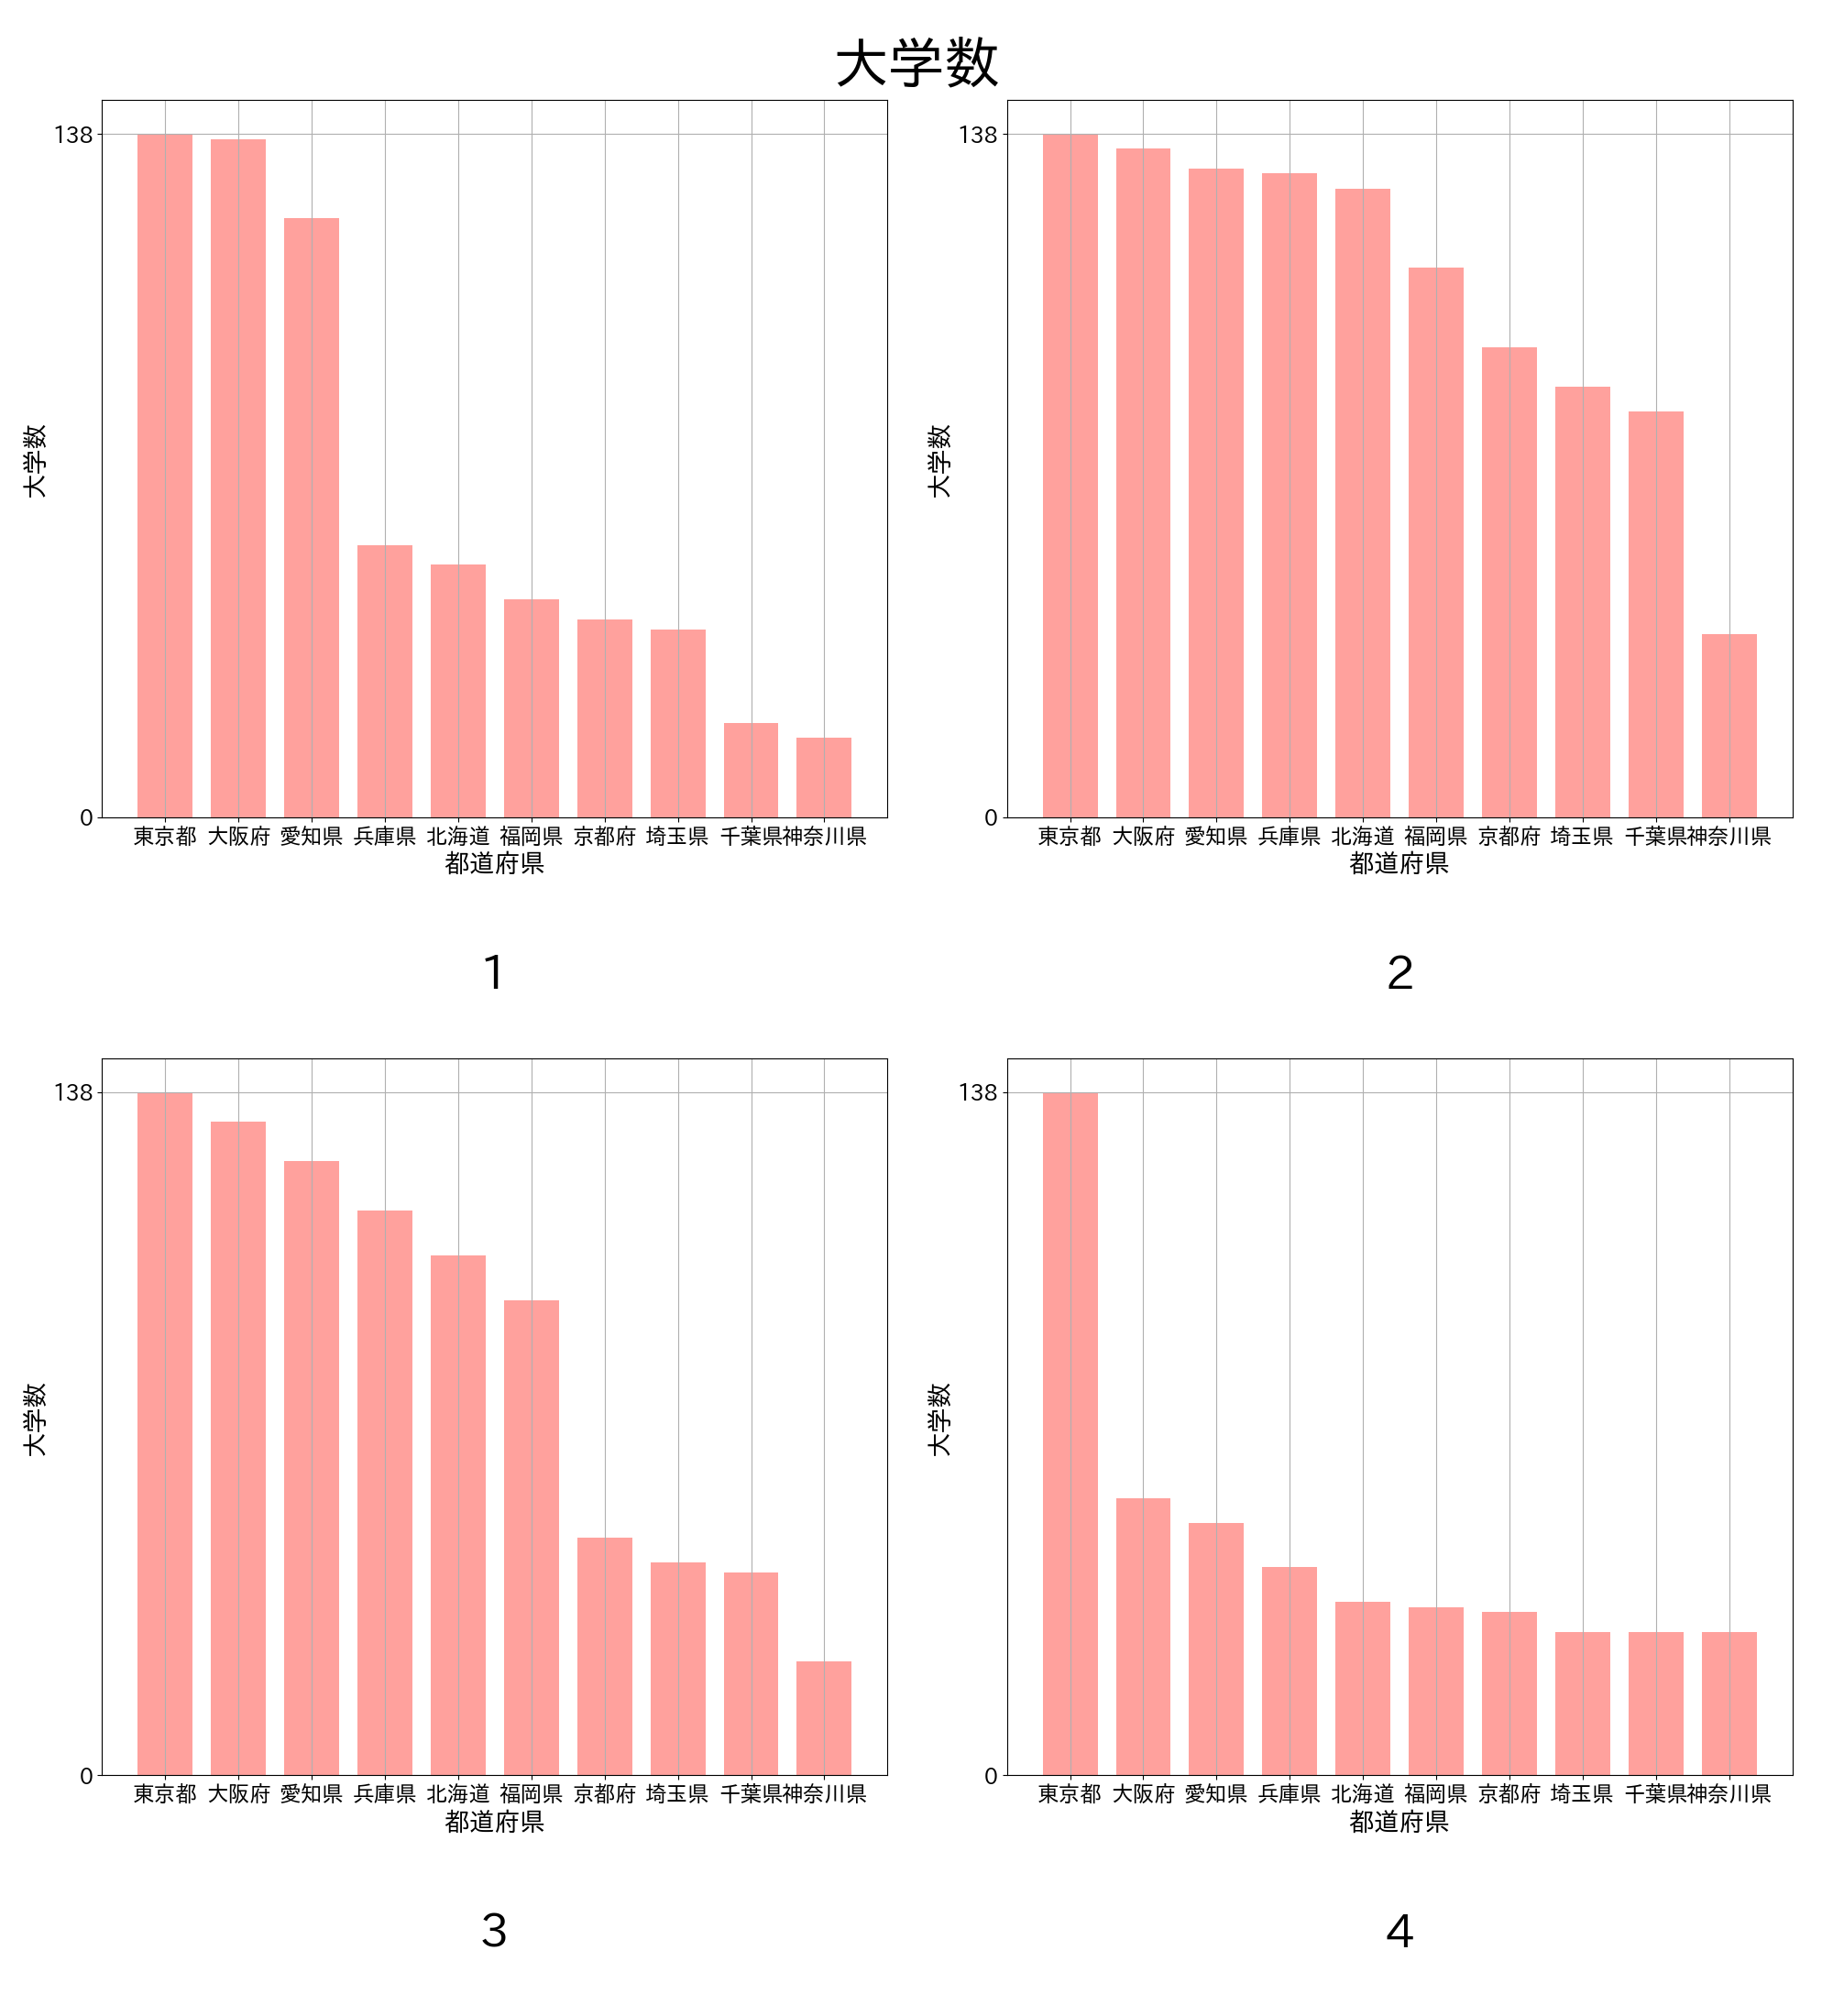 大学数
138
0
大学数
東京都 大阪府 愛知県 兵庫県 北海道 福岡県 京都府 埼玉県 千葉県 神奈川県
都道府県
1
138
0
大学数
東京都 大阪府 愛知県 兵庫県 北海道 福岡県 京都府 埼玉県 千葉県 神奈川県
都道府県
2
138
0
大学数
東京都 大阪府 愛知県 兵庫県 北海道 福岡県 京都府 埼玉県 千葉県 神奈川県
都道府県
3
138
0
大学数
東京都 大阪府 愛知県 兵庫県 北海道 福岡県 京都府 埼玉県 千葉県 神奈川県
都道府県
4